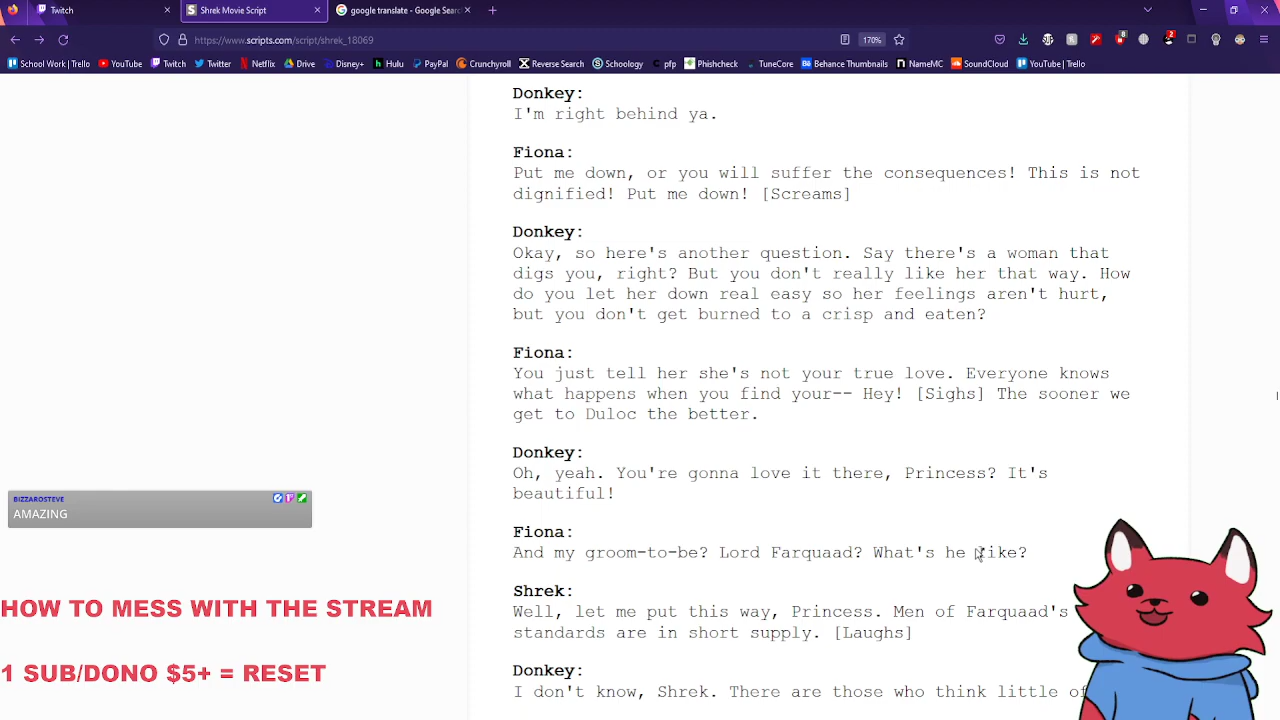 Twitch
Shrek Movie Script
google translate - Google Searc
https://www.scripts.com/script/shrek_18069
170%
8
2
School Work | Trello
YouTube
Twitch
Twitter
Netflix
Drive
Disney+
Hulu
PayPal
Crunchyroll
Reverse Search
Schoology
pfp
Phishcheck
TuneCore
Behance Thumbnails
NameMC
SoundCloud
YouTube | Trello
Donkey:
I'm right behind ya.
Fiona:
Put me down, or you will suffer the consequences! This is not
dignified! Put me down! [Screams]
Donkey:
Okay, so here's another question. Say there's a woman that
digs you, right? But you don't really like her that way. How
do you let her down real easy so her feelings aren't hurt,
but you don't get burned to a crisp and eaten?
Fiona:
You just tell her she's not your true love. Everyone knows
what happens when you find your-- Hey! [Sighs] The sooner we
get to Duloc the better.
Donkey:
Oh, yeah. You're gonna love it there, Princess? It's
beautiful!
Fiona:
And my groom-to-be? Lord Farquaad? What's he like?
Shrek:
Well, let me put this way, Princess. Men of Farquaad's
standards are in short supply. [Laughs]
Donkey:
I don't know, Shrek. There are those who think little of
BIZZAROSTEVE
AMAZING
HOW TO MESS WITH THE STREAM
1 SUB/DONO $5+ = RESET